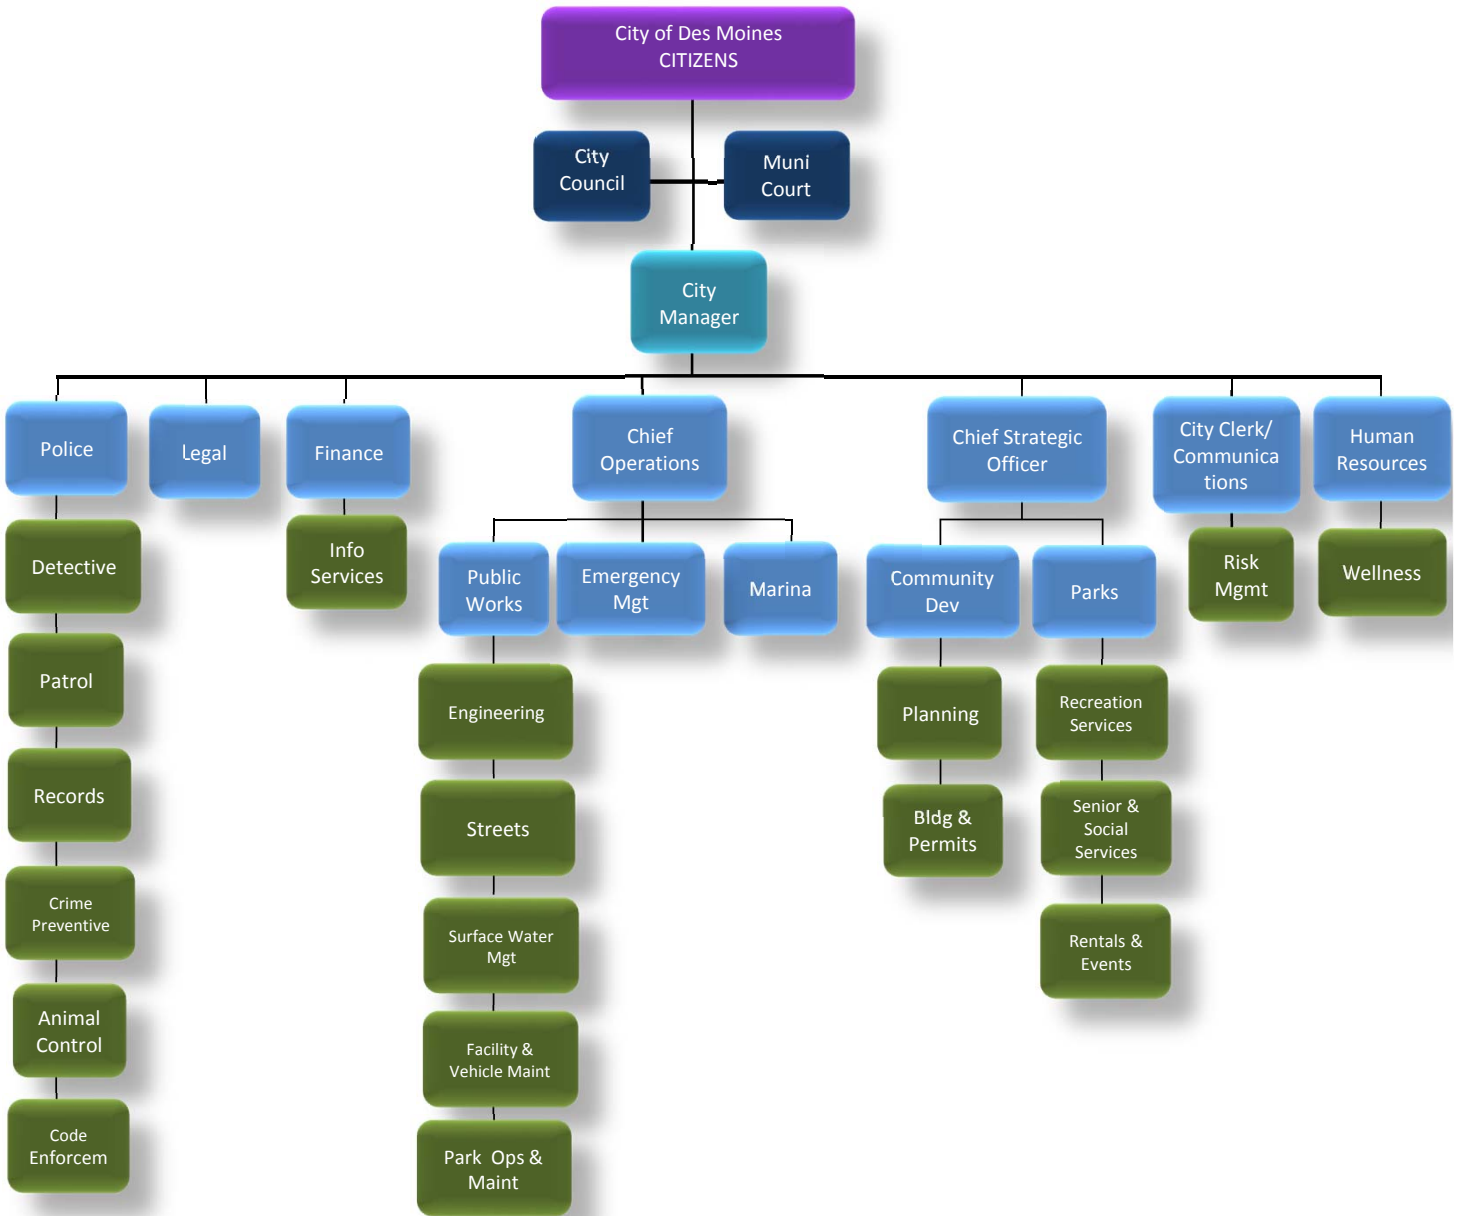 City of Des Moines
CITIZENS
City
Council
Muni
Court
City
Manager
Police
Legal
Finance
Chief
Operations
Chief Strategic
Officer
City Clerk/
Communica
tions
Human
Resources
Detective
Info
Services
Public
Works
Emergency
Mgt
Marina
Community
Dev
Parks
Risk
Mgmt
Wellness
Patrol
Engineering
Planning
Recreation
Services
Records
Streets
Bldg &
Permits
Senior &
Social
Services
Crime
Preventive
Surface Water
Mgt
Rentals &
Events
Animal
Control
Facility &
Vehicle Maint
Code
Enforcem
Park Ops &
Maint